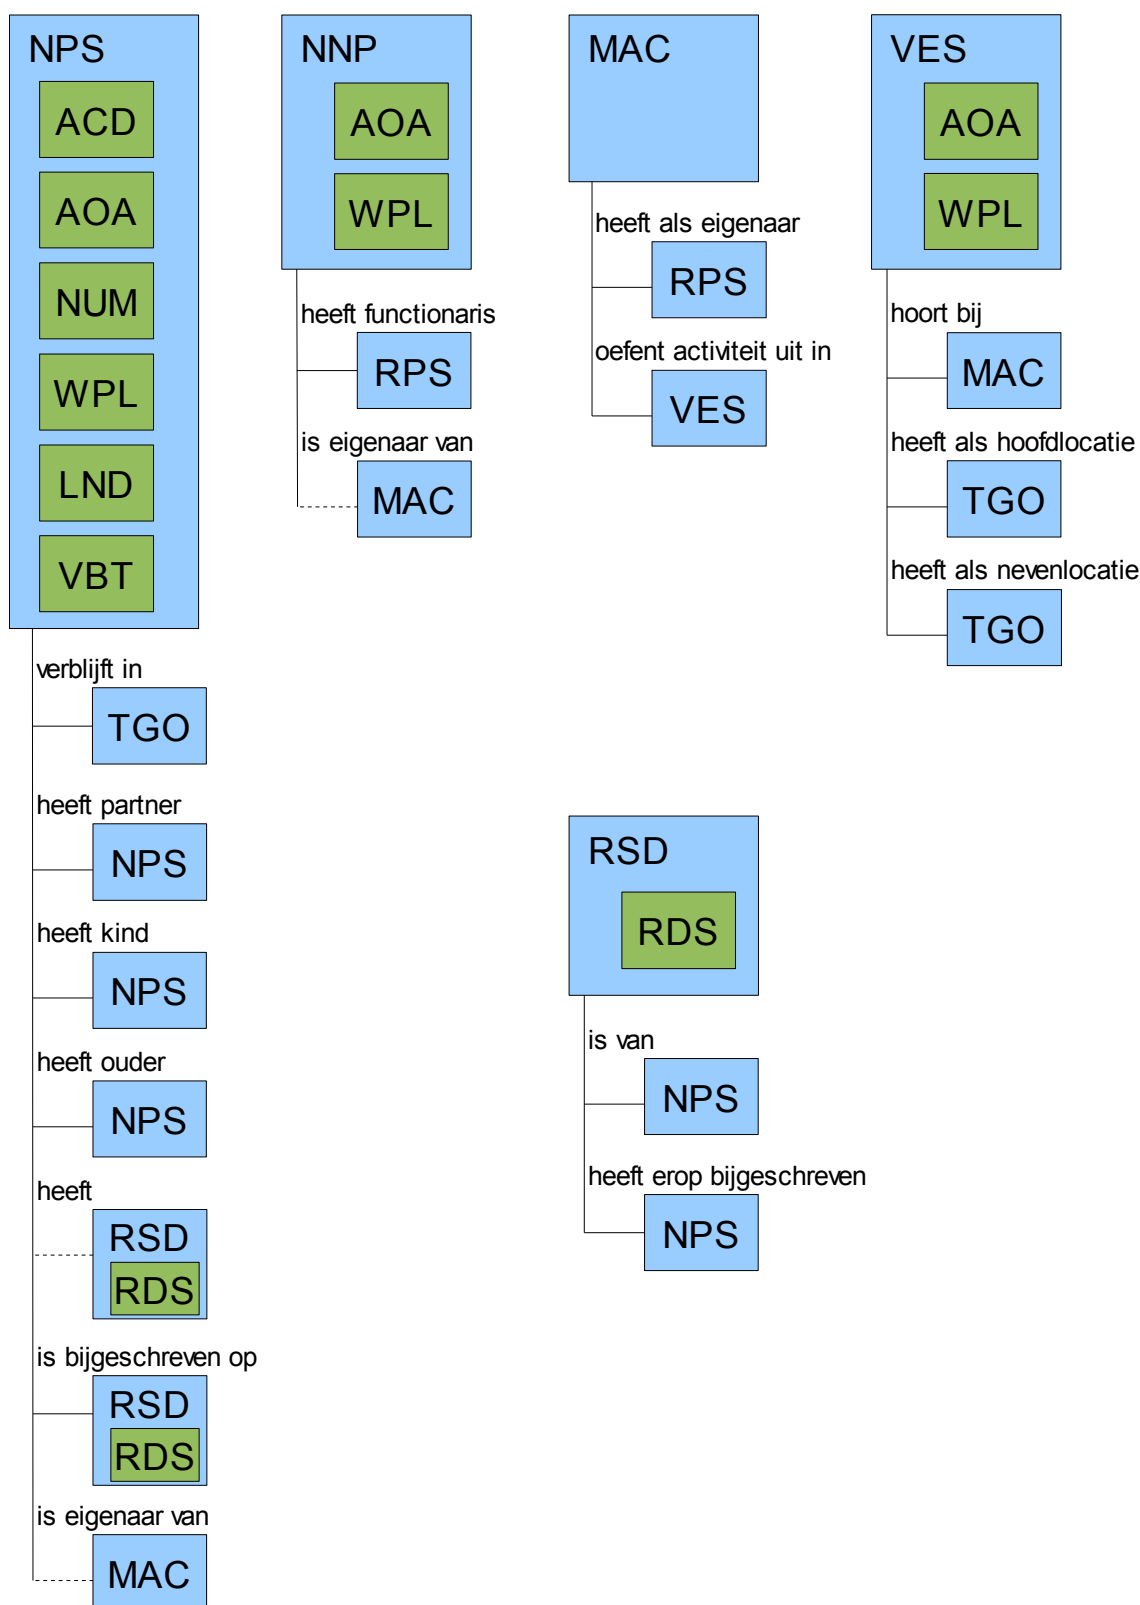 NPS
ACD
AOA
NUM
WPL
LND
VBT
verblijft in
TGO
heeft partner
NPS
heeft kind
NPS
heeft ouder
NPS
heeft
RSD
RDS
is bijgeschreven op
RSD
RDS
is eigenaar van
MAC
NNP
AOA
WPL
heeft functionaris
RPS
is eigenaar van
MAC
MAC
heeft als eigenaar
RPS
oefent activiteit uit in
VES
VES
AOA
WPL
hoort bij
MAC
heeft als hoofdlocatie
TGO
heeft als nevenlocatie
TGO
RSD
RDS
is van
NPS
heeft erop bijgeschreven
NPS